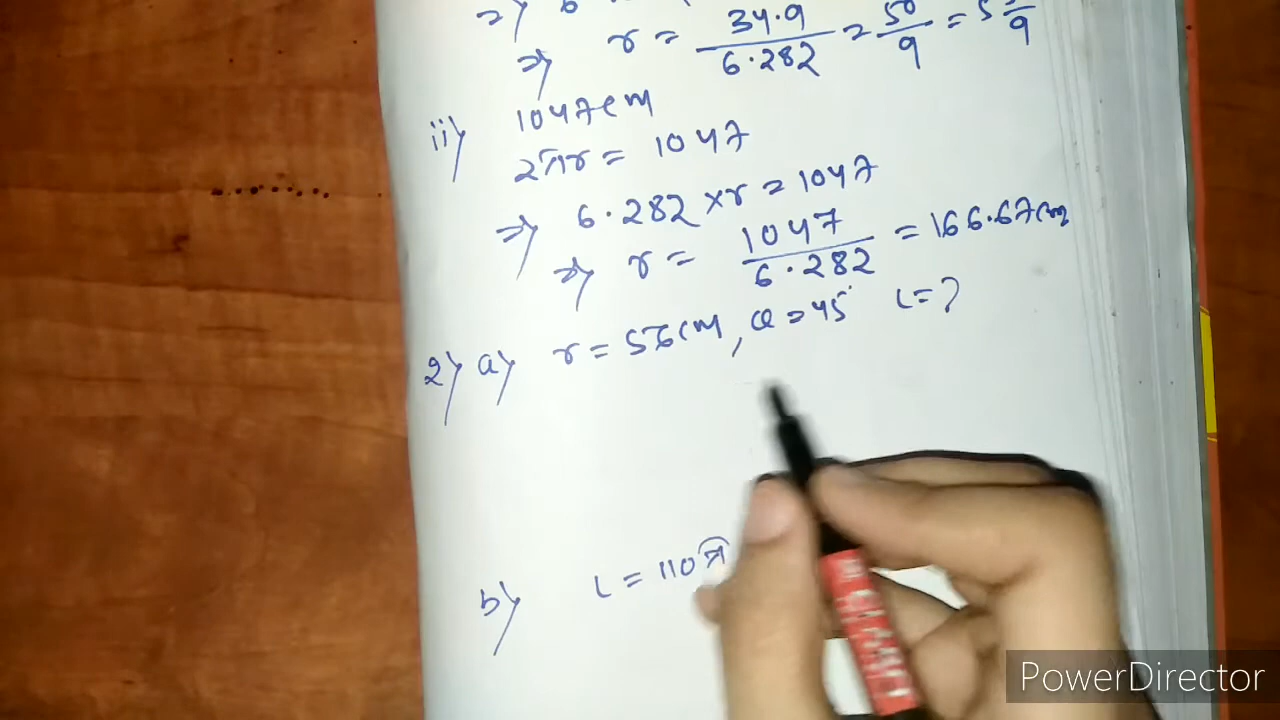 => r = 34.9 / 6.282 = 50 / 9 = 5 5/9
ii) 1047cm
2πr = 1047
=> 6.282 × r = 1047
=> r = 1047 / 6.282 = 166.67cm
2) a) r = 56cm, θ = 45° l = ?
b) l = 110π
PowerDirector